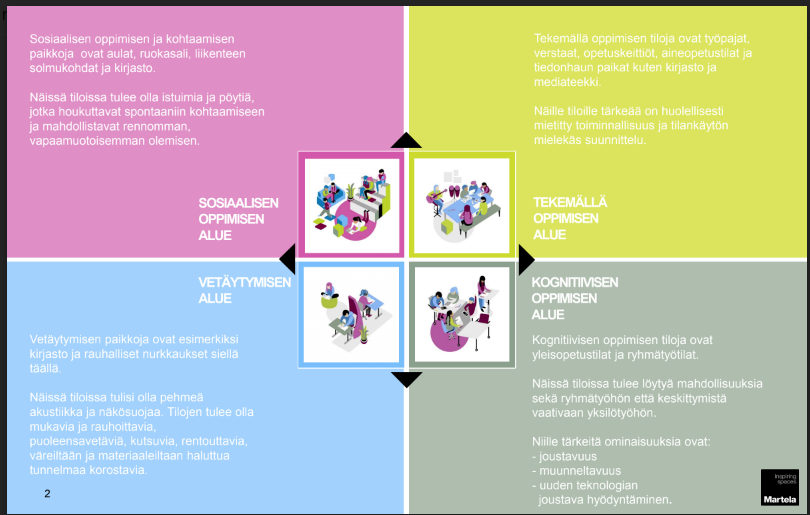 Sosiaalisen oppimisen ja kohtaamisen
paikkoja ovat aulat, ruokasali, liikenteen
solmukohdat ja kirjasto.
Näissä tiloissa tulee olla istuimia ja pöytiä,
jotka houkuttavat spontaaniin kohtaamiseen
ja mahdollistavat rennomman,
vapaamuotoisemman olemisen.
SOSIAALISEN
OPPIMISEN
ALUE
Tekemällä oppimisen tiloja ovat työpajat,
verstaat, opetuskeittiöt, aineopetustilat ja
tiedonhaun paikat kuten kirjasto ja
mediateekki.
Näille tiloille tärkeää on huolellisesti
mietitty toiminnallisuus ja tilankäytön
mielekäs suunnittelu.
TEKEMÄLLÄ
OPPIMISEN
ALUE
VETÄYTYMISEN
ALUE
Vetäytymisen paikkoja ovat esimerkiksi
kirjasto ja rauhalliset nurkkaukset siellä
täällä.
Näissä tiloissa tulisi olla pehmeä
akustiikka ja näkösuojaa. Tilojen tulee olla
mukavia ja rauhoittavia,
puoleensavetäviä, kutsuvia, rentouttavia,
väreiltään ja materiaaleiltaan haluttua
tunnelmaa korostavia.
2
KOGNITIIVISEN
OPPIMISEN
ALUE
Kognitiivisen oppimisen tiloja ovat
yleisopetustilat ja ryhmätyötilat.
Näissä tiloissa tulee löytyä mahdollisuuksia
sekä ryhmätyöhön että keskittymistä
vaativaan yksilötyöhön.
Niille tärkeitä ominaisuuksia ovat:
- joustavuus
- muunneltavuus
- uuden teknologian
joustava hyödyntäminen.
Inspiring
spaces
Martela